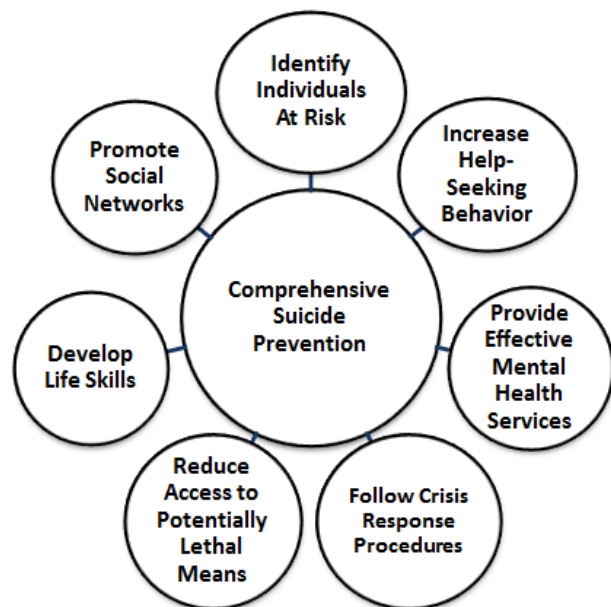 Identify
Individuals
At Risk
Increase
Help-
Seeking
Behavior
Provide
Effective
Mental
Health
Services
Follow Crisis
Response
Procedures
Reduce
Access to
Potentially
Lethal
Means
Develop
Life Skills
Promote
Social
Networks
Comprehensive
Suicide
Prevention